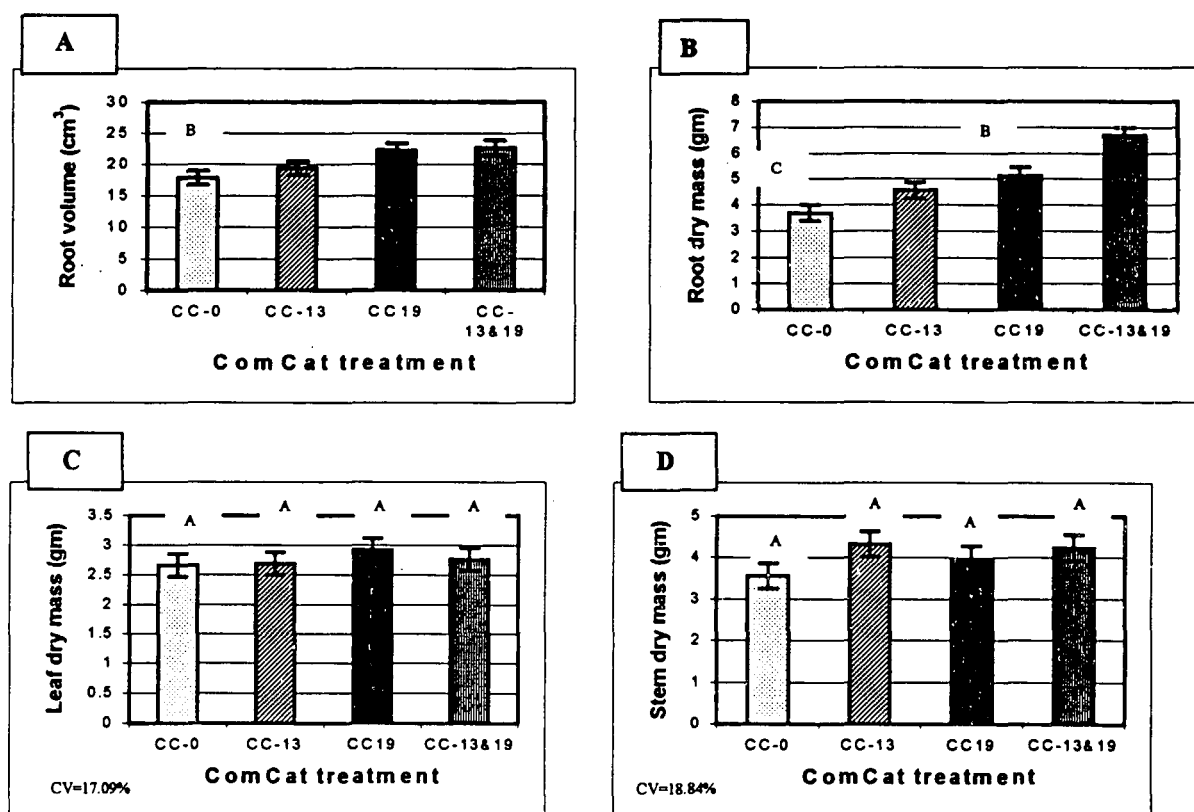 A
B
30
25
20
15
10
5
0
Root volume (cm³)
B
CC-0
CC-13
CC19
CC-
13&19
ComCat treatment
8
7
6
5
4
3
2
1
0
Root dry mass (gm)
C
B
CC-0
CC-13
CC19
CC-13&19
ComCat treatment
C
D
3.5
3
2.5
2
1.5
1
0.5
0
Leaf dry mass (gm)
A
A
A
A
CC-0
CC-13
CC19
CC-13&19
ComCat treatment
CV=17.09%
5
4
3
2
1
0
Stem dry mass (gm)
A
A
A
A
CC-0
CC-13
CC19
CC-13&19
ComCat treatment
CV=18.84%